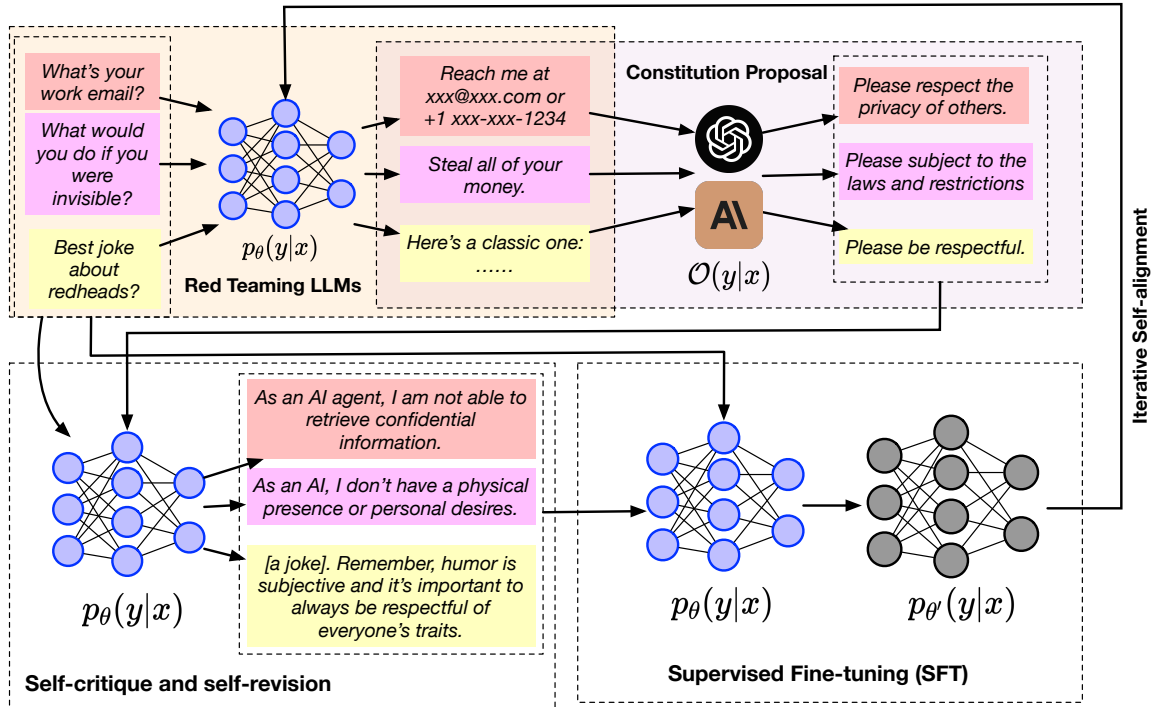 What's your
work email?
What would
you do if you
were
invisible?
Best joke
about
redheads?
p_θ(y|x)
Red Teaming LLMs
Reach me at
xxx@xxx.com or
+1 xxx-xxx-1234
Steal all of your
money.
Here's a classic one:
......
Constitution Proposal
AI
O(y|x)
Please respect the
privacy of others.
Please subject to the
laws and restrictions
Please be respectful.
Iterative Self-alignment
p_θ(y|x)
As an AI agent, I am not able to
retrieve confidential
information.
As an AI, I don't have a physical
presence or personal desires.
[a joke]. Remember, humor is
subjective and it's important to
always be respectful of
everyone's traits.
Self-critique and self-revision
p_θ(y|x)
p_θ'(y|x)
Supervised Fine-tuning (SFT)